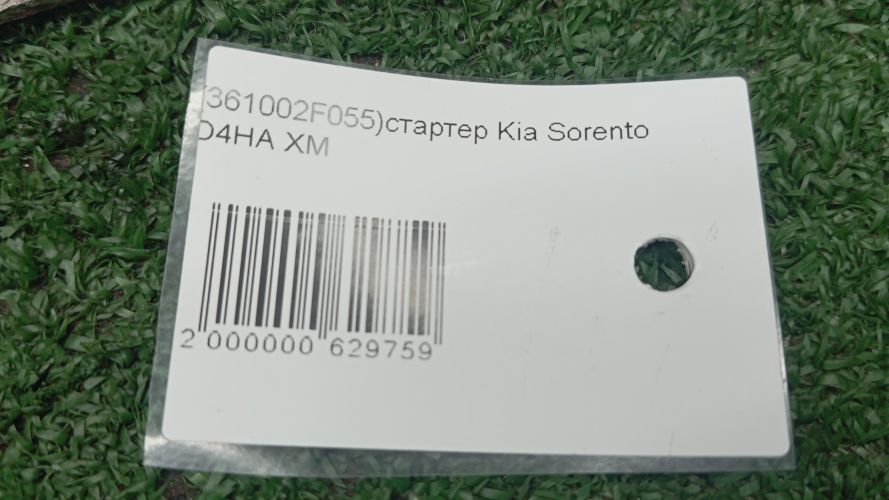 (361002F055)стартер Kia Sorento
D4HA XM
2 000000 629759